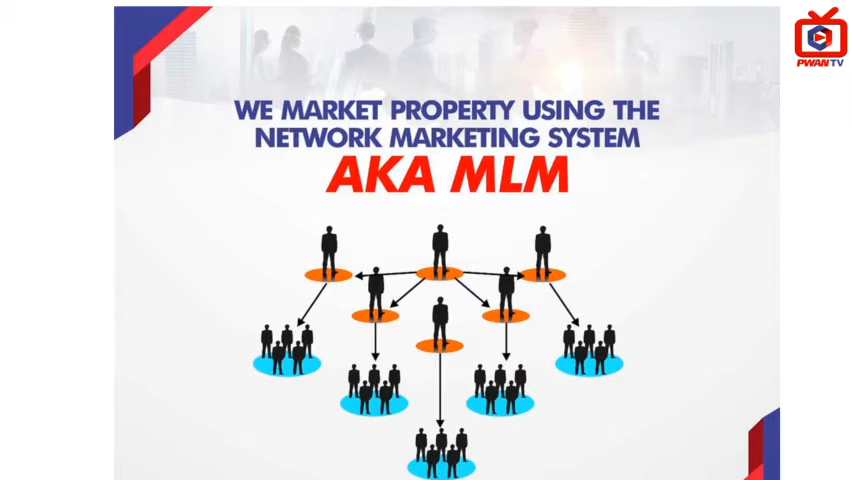 PWAN TV
WE MARKET PROPERTY USING THE
NETWORK MARKETING SYSTEM
AKA MLM